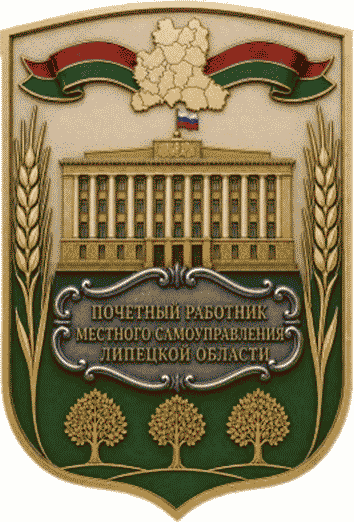 ПОЧЕТНЫЙ РАБОТНИК
МЕСТНОГО САМОУПРАВЛЕНИЯ
ЛИПЕЦКОЙ ОБЛАСТИ